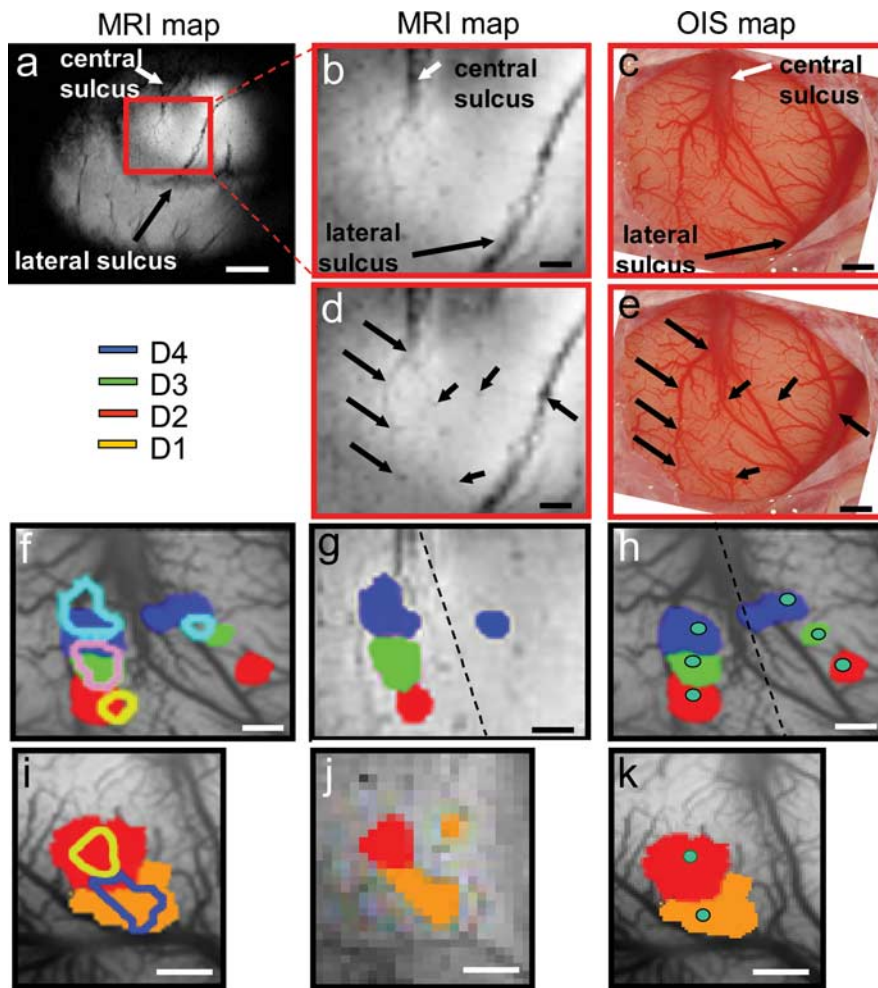 MRI map
MRI map
OIS map
a
central
sulcus
lateral sulcus
b
central
sulcus
lateral
sulcus
c
central
sulcus
lateral
sulcus
D4
D3
D2
D1
d
e
f
g
h
i
j
k